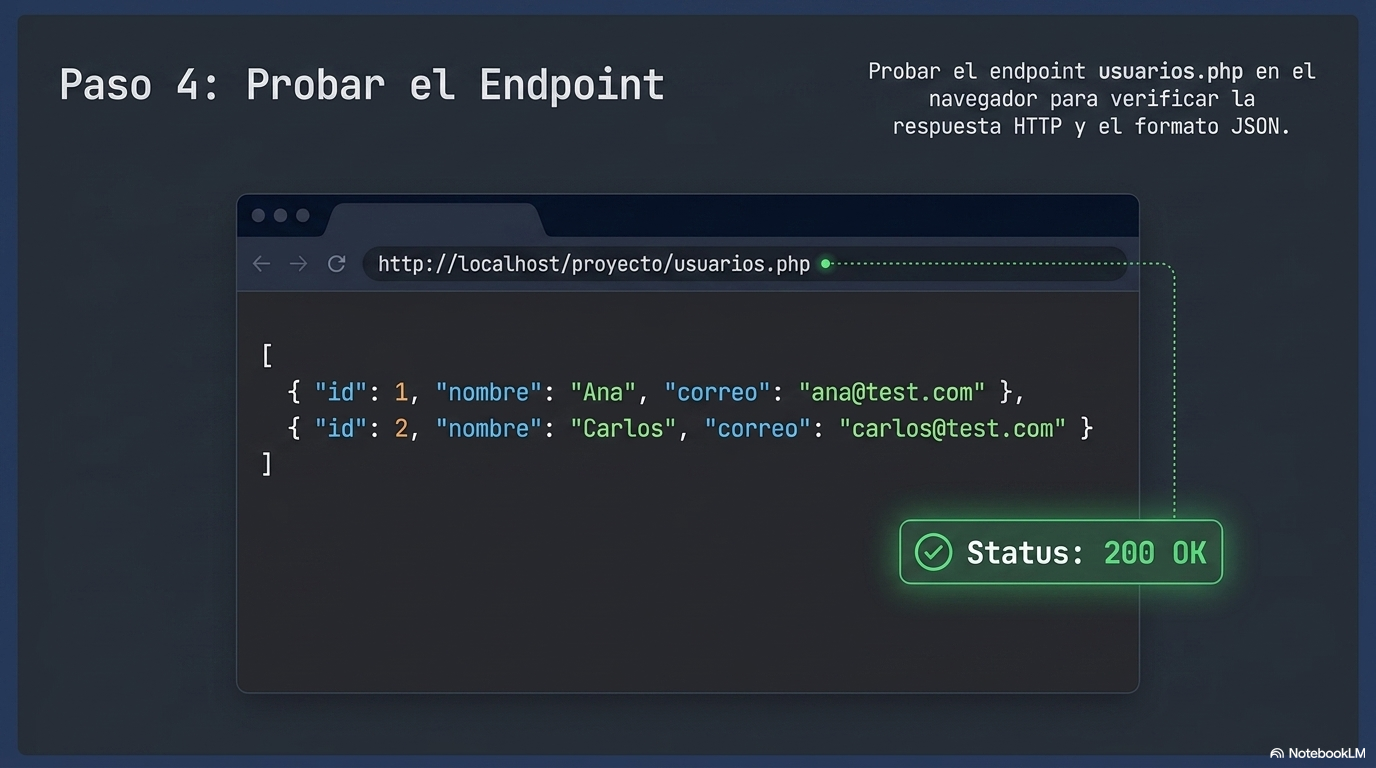 Paso 4: Probar el Endpoint
Probar el endpoint usuarios.php en el
navegador para verificar la
respuesta HTTP y el formato JSON.
http://localhost/proyecto/usuarios.php
[
{ "id": 1, "nombre": "Ana", "correo": "ana@test.com" },
{ "id": 2, "nombre": "Carlos", "correo": "carlos@test.com" }
]
Status: 200 OK
NotebookLM